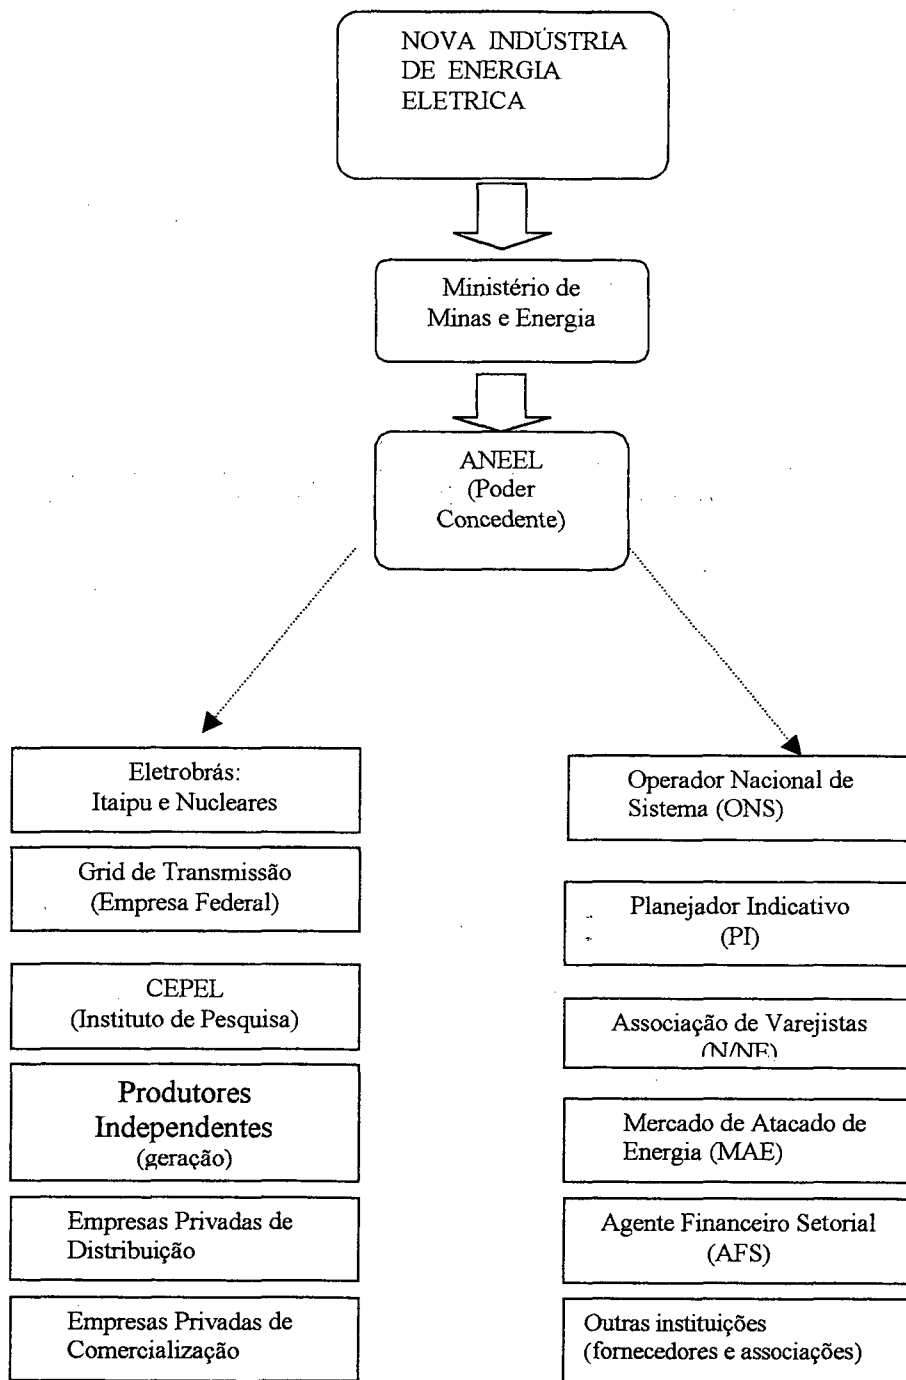 NOVA INDÚSTRIA
DE ENERGIA
ELETRICA
Ministério de
Minas e Energia
ANEEL
(Poder
Concedente)
Eletrobrás:
Itaipu e Nucleares
Grid de Transmissão
(Empresa Federal)
CEPEL
(Instituto de Pesquisa)
Produtores
Independentes
(geração)
Empresas Privadas de
Distribuição
Empresas Privadas de
Comercialização
Operador Nacional de
Sistema (ONS)
Planejador Indicativo
(PI)
Associação de Varejistas
(N/NE)
Mercado de Atacado de
Energia (MAE)
Agente Financeiro Setorial
(AFS)
Outras instituições
(fornecedores e associações)